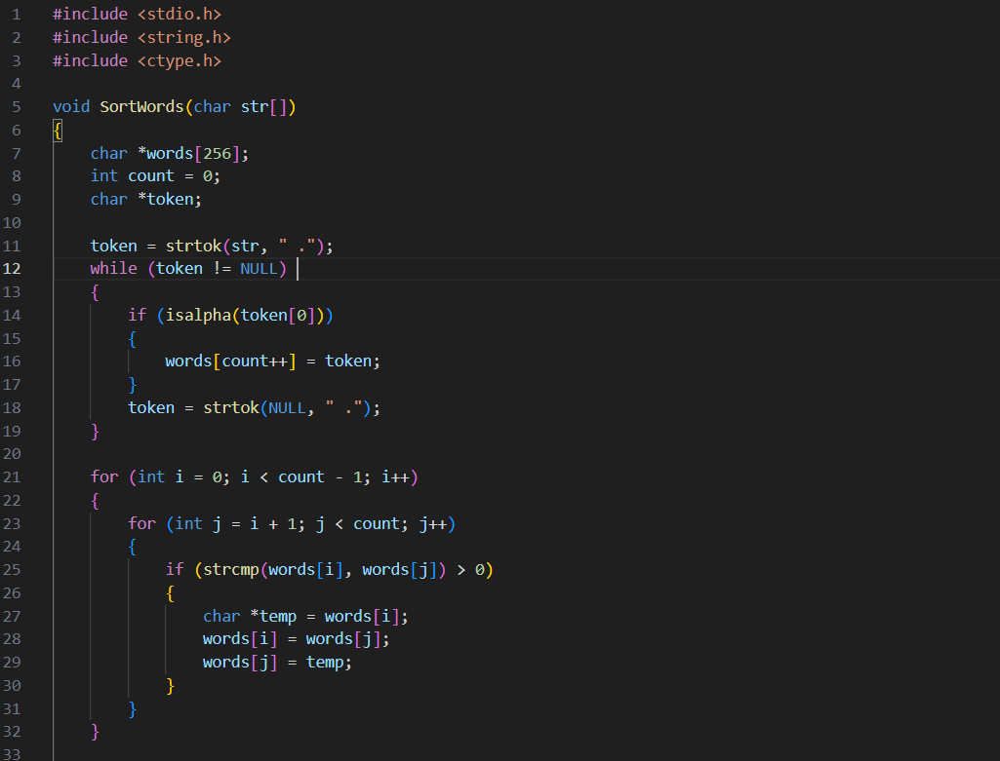 1 #include <stdio.h>
2 #include <string.h>
3 #include <ctype.h>
4
5 void SortWords(char str[])
6 {
7     char *words[256];
8     int count = 0;
9     char *token;
10
11     token = strtok(str, " .");
12     while (token != NULL)
13     {
14         if (isalpha(token[0]))
15         {
16             words[count++] = token;
17         }
18         token = strtok(NULL, " .");
19     }
20
21     for (int i = 0; i < count - 1; i++)
22     {
23         for (int j = i + 1; j < count; j++)
24         {
25             if (strcmp(words[i], words[j]) > 0)
26             {
27                 char *temp = words[i];
28                 words[i] = words[j];
29                 words[j] = temp;
30             }
31         }
32     }
33